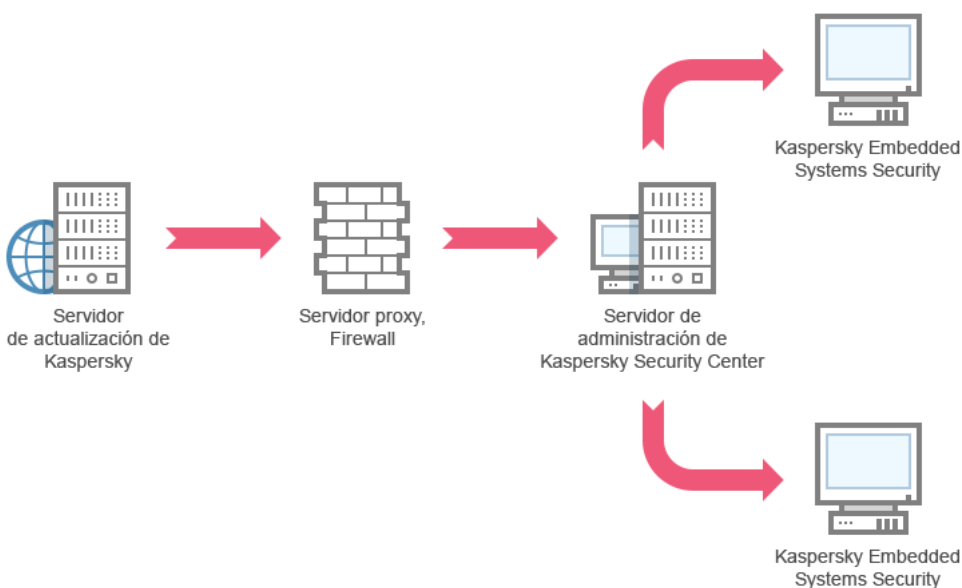 Kaspersky Embedded
Systems Security
Servidor
de actualización de
Kaspersky
Servidor proxy,
Firewall
Servidor de
administración de
Kaspersky Security Center
Kaspersky Embedded
Systems Security